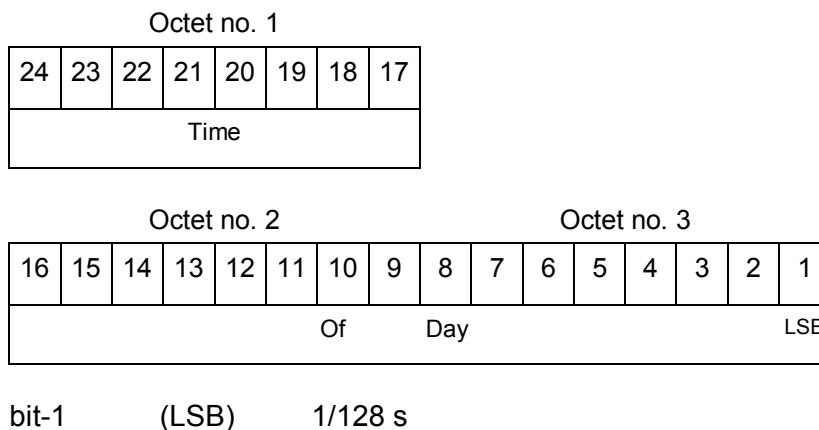 Octet no. 1
24 23 22 21 20 19 18 17
Time
Octet no. 2 Octet no. 3
16 15 14 13 12 11 10 9 8 7 6 5 4 3 2 1
Of Day LSB
bit-1 (LSB) 1/128 s